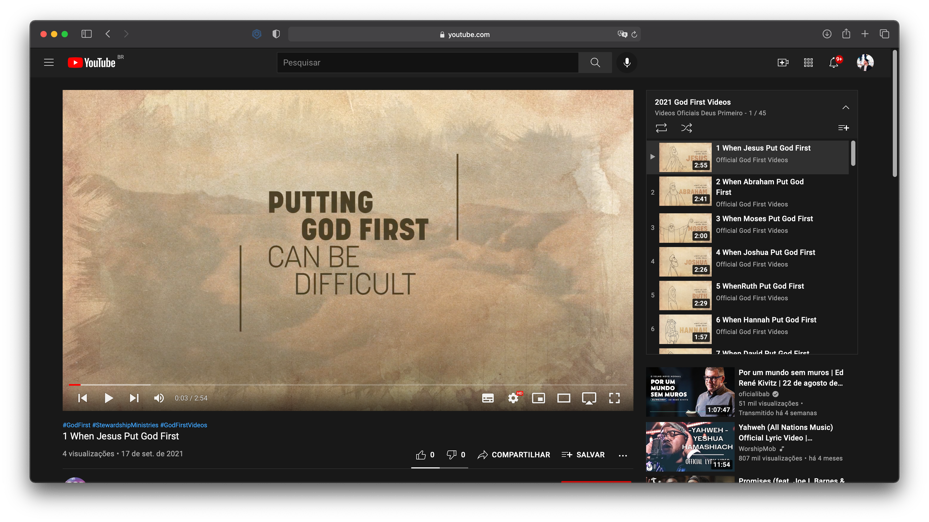 youtube.com
YouTube BR
Pesquisar
9+
PUTTING
GOD FIRST
CAN BE
DIFFICULT
0:03 / 2:54
#GodFirst #StewardshipMinistries #GodFirstVideos
1 When Jesus Put God First
4 visualizações • 17 de set. de 2021
0
0
COMPARTILHAR
SALVAR
2021 God First Videos
Vídeos Oficiais Deus Primeiro - 1 / 45
2:55
1 When Jesus Put God First
Official God First Videos
2
2:41
2 When Abraham Put God
First
Official God First Videos
3
2:00
3 When Moses Put God First
Official God First Videos
4
2:26
4 When Joshua Put God First
Official God First Videos
5
2:29
5 WhenRuth Put God First
Official God First Videos
6
HANNAH
1:57
6 When Hannah Put God First
Official God First Videos
7 When David Put God First
POR UM
MUNDO
SEM MUROS
1:07:47
Por um mundo sem muros | Ed
René Kivitz | 22 de agosto de...
oficialibab
51 mil visualizações •
Transmitido há 4 semanas
YAHWEH -
YESHUA
HAMASHIACH
11:54
Yahweh (All Nations Music)
Official Lyric Video |...
WorshipMob
807 mil visualizações • há 4 meses
Promises (feat. Joe L Barnes &